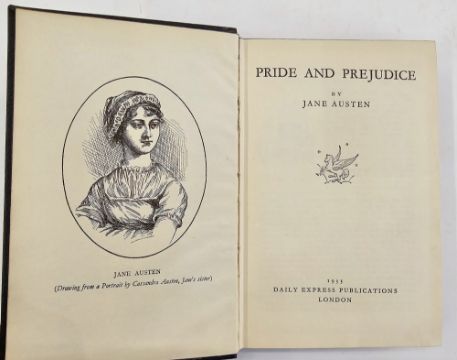 JANE AUSTEN
(Drawing from a Portrait by Cassandra Austen, Jane's sister)
PRIDE AND PREJUDICE
BY
JANE AUSTEN
1933
DAILY EXPRESS PUBLICATIONS
LONDON